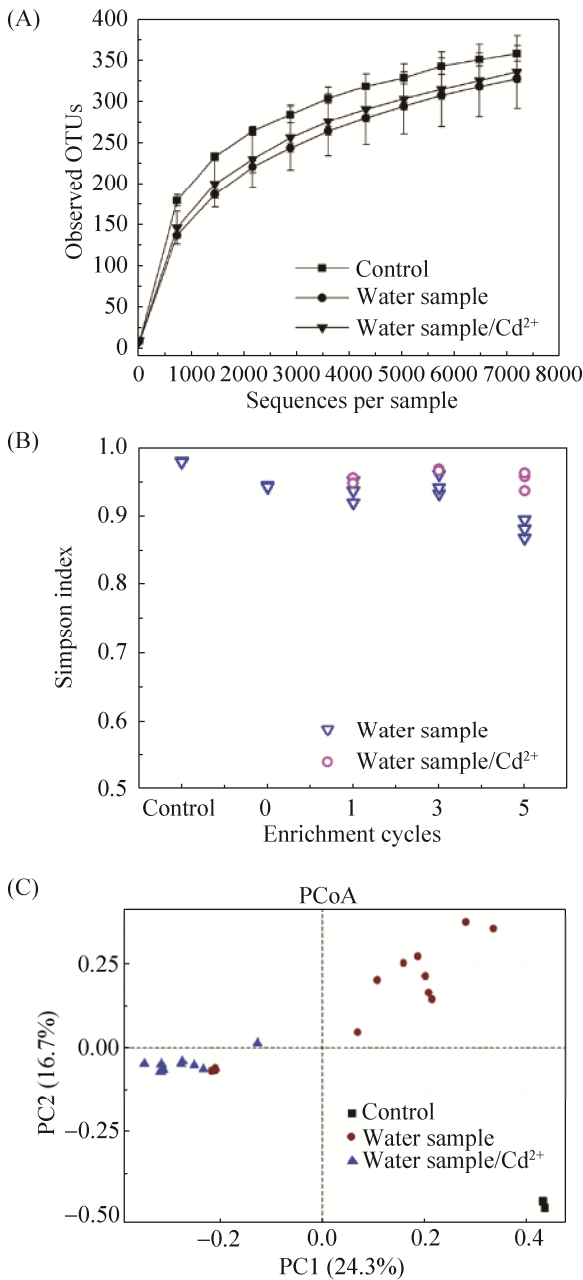 (A)
400
350
300
250
200
150
100
50
0
Observed OTUs
Control
Water sample
Water sample/Cd²⁺
0 1000 2000 3000 4000 5000 6000 7000 8000
Sequences per sample
(B)
1.0
0.9
0.8
0.7
0.6
0.5
Simpson index
Water sample
Water sample/Cd²⁺
Control 0 1 3 5
Enrichment cycles
(C)
PCoA
0.25
0.00
−0.25
−0.50
PC2 (16.7%)
Control
Water sample
Water sample/Cd²⁺
−0.2 0.0 0.2 0.4
PC1 (24.3%)